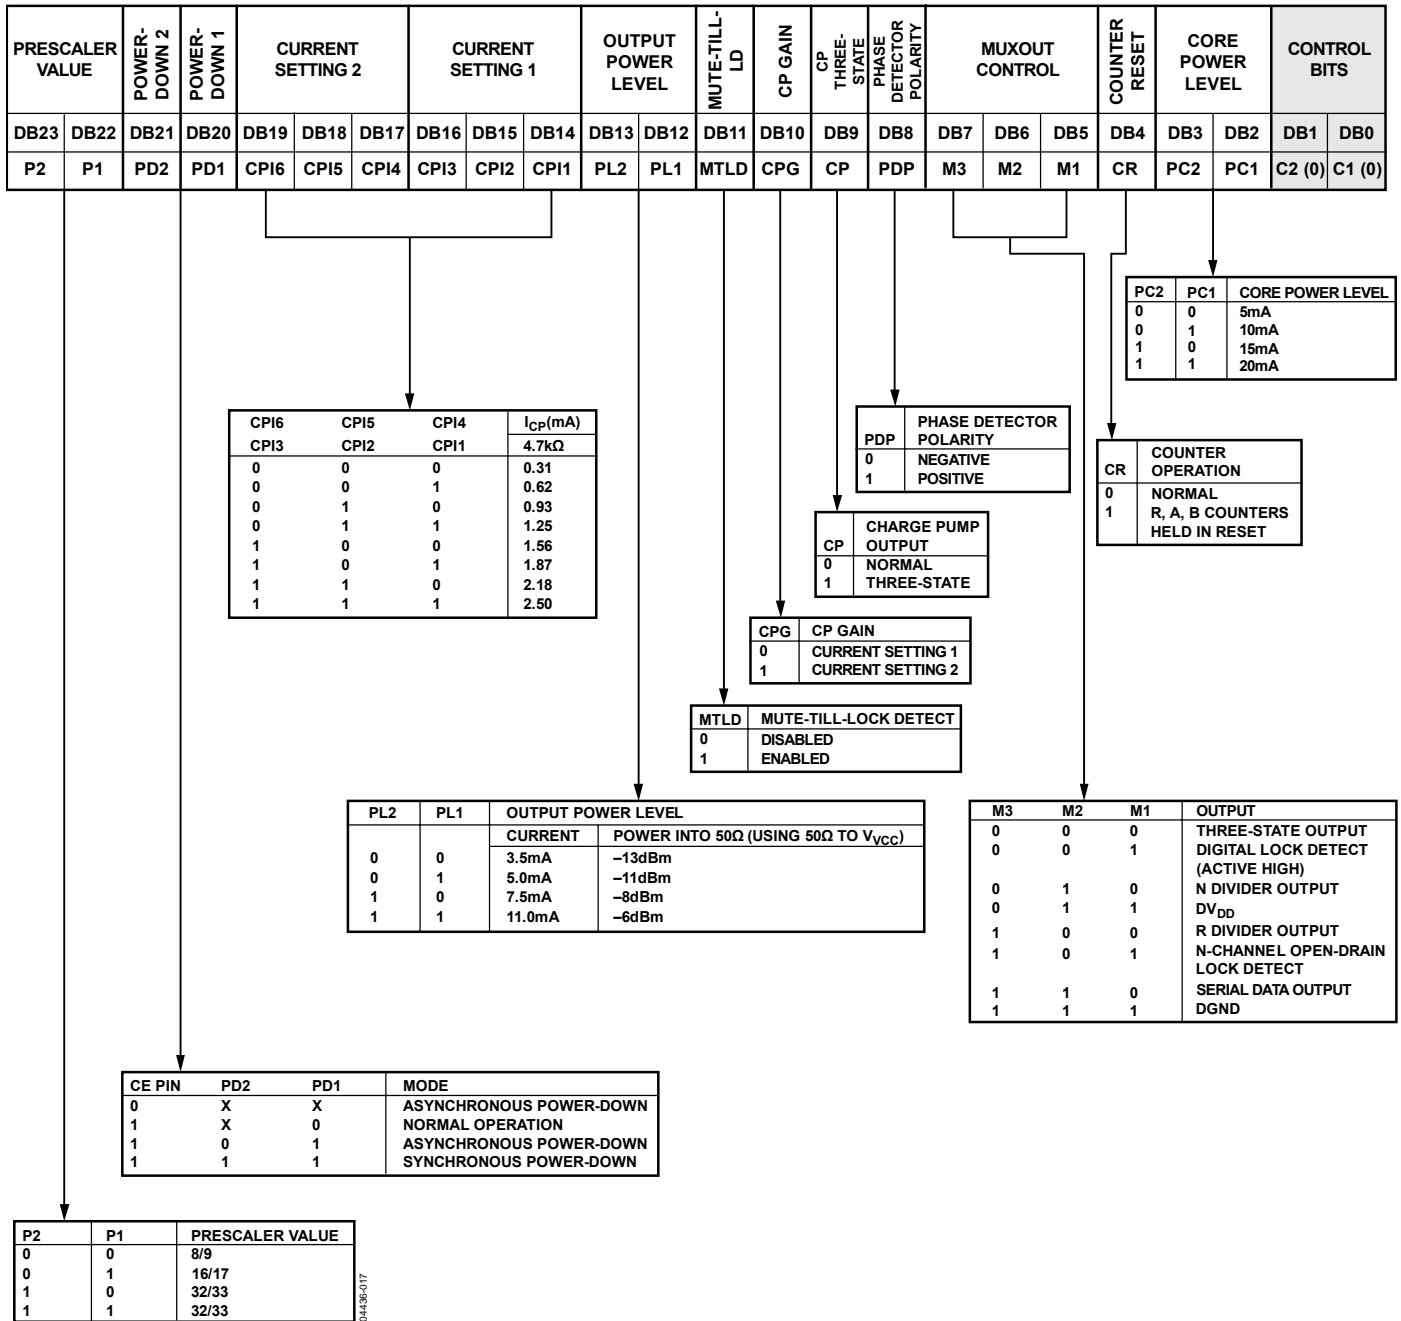 PRESCALER VALUE POWER-DOWN 2 POWER-DOWN 1 CURRENT SETTING 2 CURRENT SETTING 1 OUTPUT POWER LEVEL MUTE-TILL-LD CP GAIN CP THREE-STATE PHASE DETECTOR POLARITY MUXOUT CONTROL COUNTER RESET CORE POWER LEVEL CONTROL BITS
DB23 DB22 DB21 DB20 DB19 DB18 DB17 DB16 DB15 DB14 DB13 DB12 DB11 DB10 DB9 DB8 DB7 DB6 DB5 DB4 DB3 DB2 DB1 DB0
P2 P1 PD2 PD1 CPI6 CPI5 CPI4 CPI3 CPI2 CPI1 PL2 PL1 MTLD CPG CP PDP M3 M2 M1 CR PC2 PC1 C2 (0) C1 (0)
PC2 PC1 CORE POWER LEVEL
0 0 5mA
0 1 10mA
1 0 15mA
1 1 20mA
CPI6 CPI5 CPI4 ICP(mA)
CPI3 CPI2 CPI1 4.7kΩ
0 0 0 0.31
0 0 1 0.62
0 1 0 0.93
0 1 1 1.25
1 0 0 1.56
1 0 1 1.87
1 1 0 2.18
1 1 1 2.50
PHASE DETECTOR
PDP POLARITY
0 NEGATIVE
1 POSITIVE
COUNTER
CR OPERATION
0 NORMAL
1 R, A, B COUNTERS
HELD IN RESET
CHARGE PUMP
CP OUTPUT
0 NORMAL
1 THREE-STATE
CPG CP GAIN
0 CURRENT SETTING 1
1 CURRENT SETTING 2
MTLD MUTE-TILL-LOCK DETECT
0 DISABLED
1 ENABLED
PL2 PL1 OUTPUT POWER LEVEL
CURRENT POWER INTO 50Ω (USING 50Ω TO VVCC)
0 0 3.5mA –13dBm
0 1 5.0mA –11dBm
1 0 7.5mA –8dBm
1 1 11.0mA –6dBm
M3 M2 M1 OUTPUT
0 0 0 THREE-STATE OUTPUT
0 0 1 DIGITAL LOCK DETECT
(ACTIVE HIGH)
0 1 0 N DIVIDER OUTPUT
0 1 1 DVDD
1 0 0 R DIVIDER OUTPUT
1 0 1 N-CHANNEL OPEN-DRAIN
LOCK DETECT
1 1 0 SERIAL DATA OUTPUT
1 1 1 DGND
CE PIN PD2 PD1 MODE
0 X X ASYNCHRONOUS POWER-DOWN
1 X 0 NORMAL OPERATION
1 0 1 ASYNCHRONOUS POWER-DOWN
1 1 1 SYNCHRONOUS POWER-DOWN
P2 P1 PRESCALER VALUE
0 0 8/9
0 1 16/17
1 0 32/33
1 1 32/33
04436-017